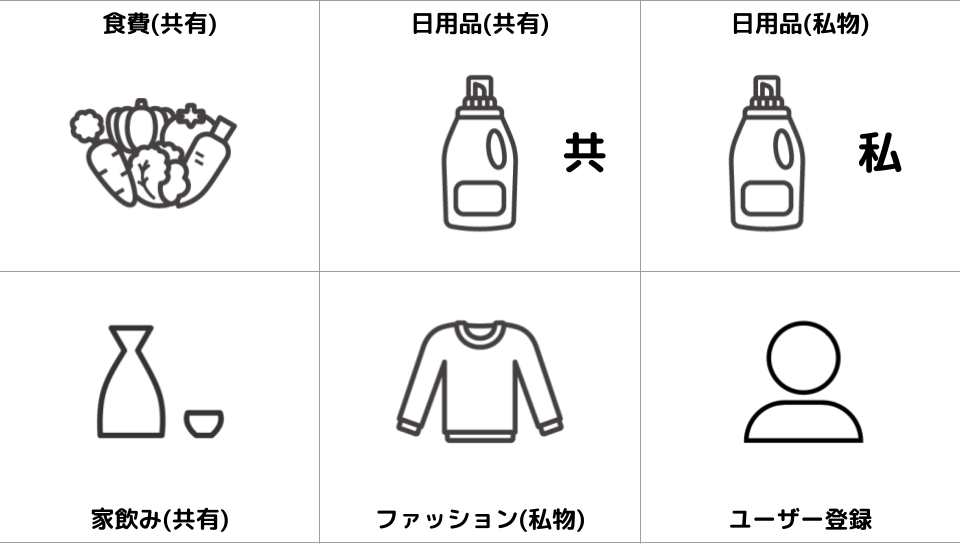 食費(共有)
日用品(共有)
日用品(私物)
共
私
家飲み(共有)
ファッション(私物)
ユーザー登録